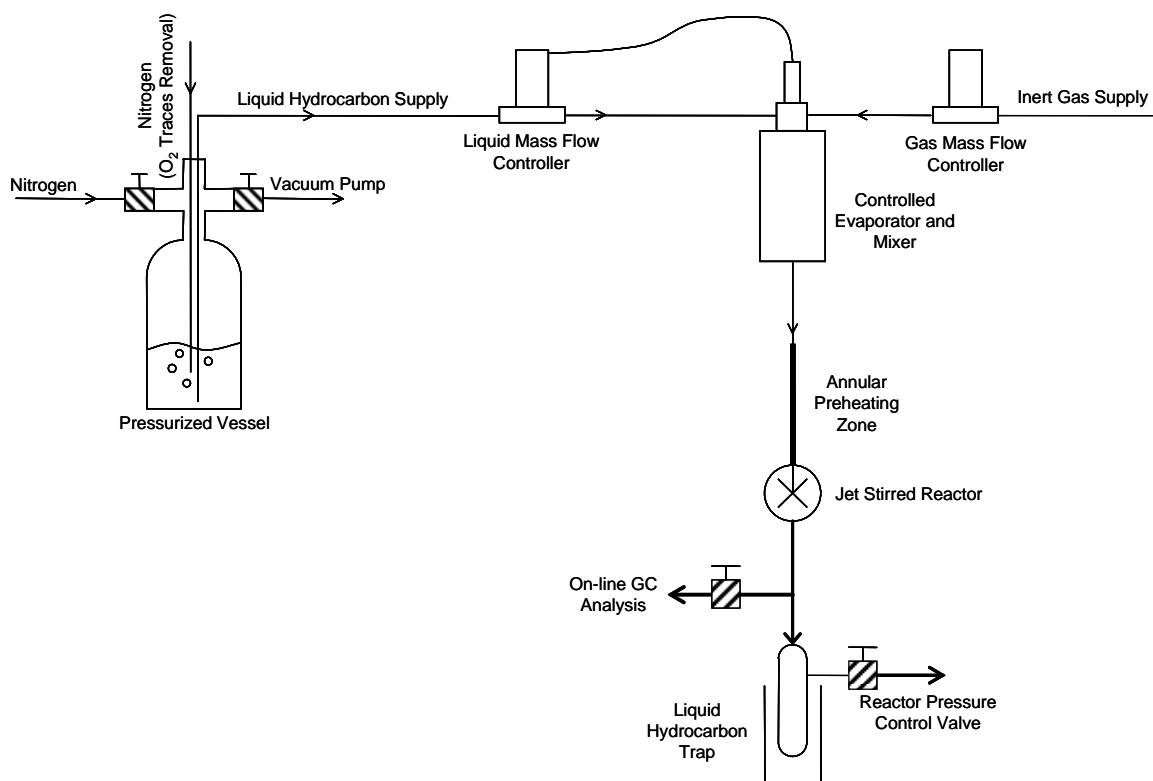 Nitrogen
(O2 Traces Removal)
Liquid Hydrocarbon Supply
Inert Gas Supply
Liquid Mass Flow
Controller
Gas Mass Flow
Controller
Nitrogen
Vacuum Pump
Controlled
Evaporator and
Mixer
Pressurized Vessel
Annular
Preheating
Zone
Jet Stirred Reactor
On-line GC
Analysis
Liquid
Hydrocarbon
Trap
Reactor Pressure
Control Valve